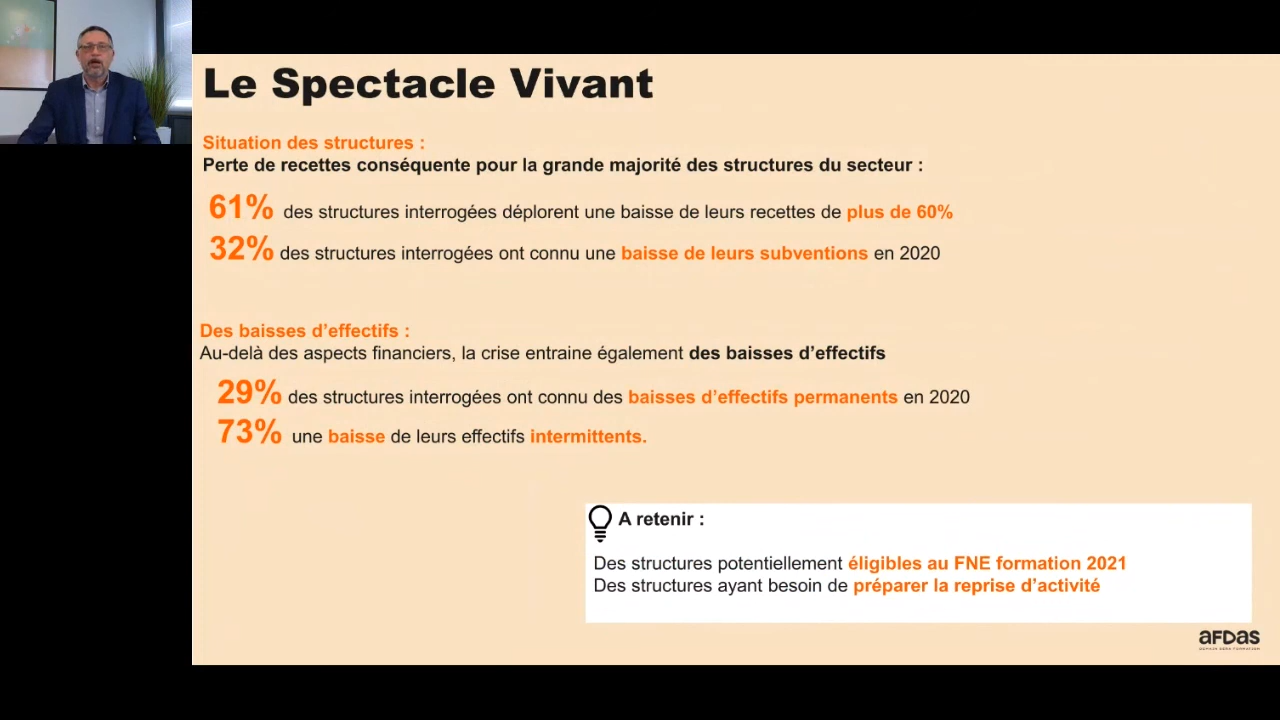 Le Spectacle Vivant
Situation des structures :
Perte de recettes conséquente pour la grande majorité des structures du secteur :
61% des structures interrogées déplorent une baisse de leurs recettes de plus de 60%
32% des structures interrogées ont connu une baisse de leurs subventions en 2020
Des baisses d’effectifs :
Au-delà des aspects financiers, la crise entraine également des baisses d’effectifs
29% des structures interrogées ont connu des baisses d’effectifs permanents en 2020
73% une baisse de leurs effectifs intermittents.
A retenir :
Des structures potentiellement éligibles au FNE formation 2021
Des structures ayant besoin de préparer la reprise d’activité
afDas